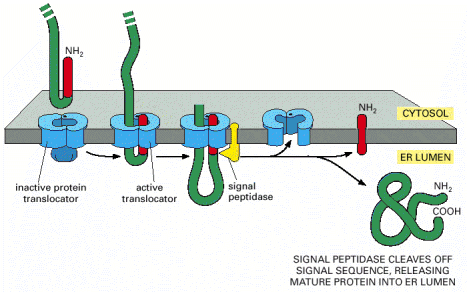 NH2
NH2
CYTOSOL
ER LUMEN
inactive protein
translocator
active
translocator
signal
peptidase
NH2
COOH
SIGNAL PEPTIDASE CLEAVES OFF
SIGNAL SEQUENCE, RELEASING
MATURE PROTEIN INTO ER LUMEN